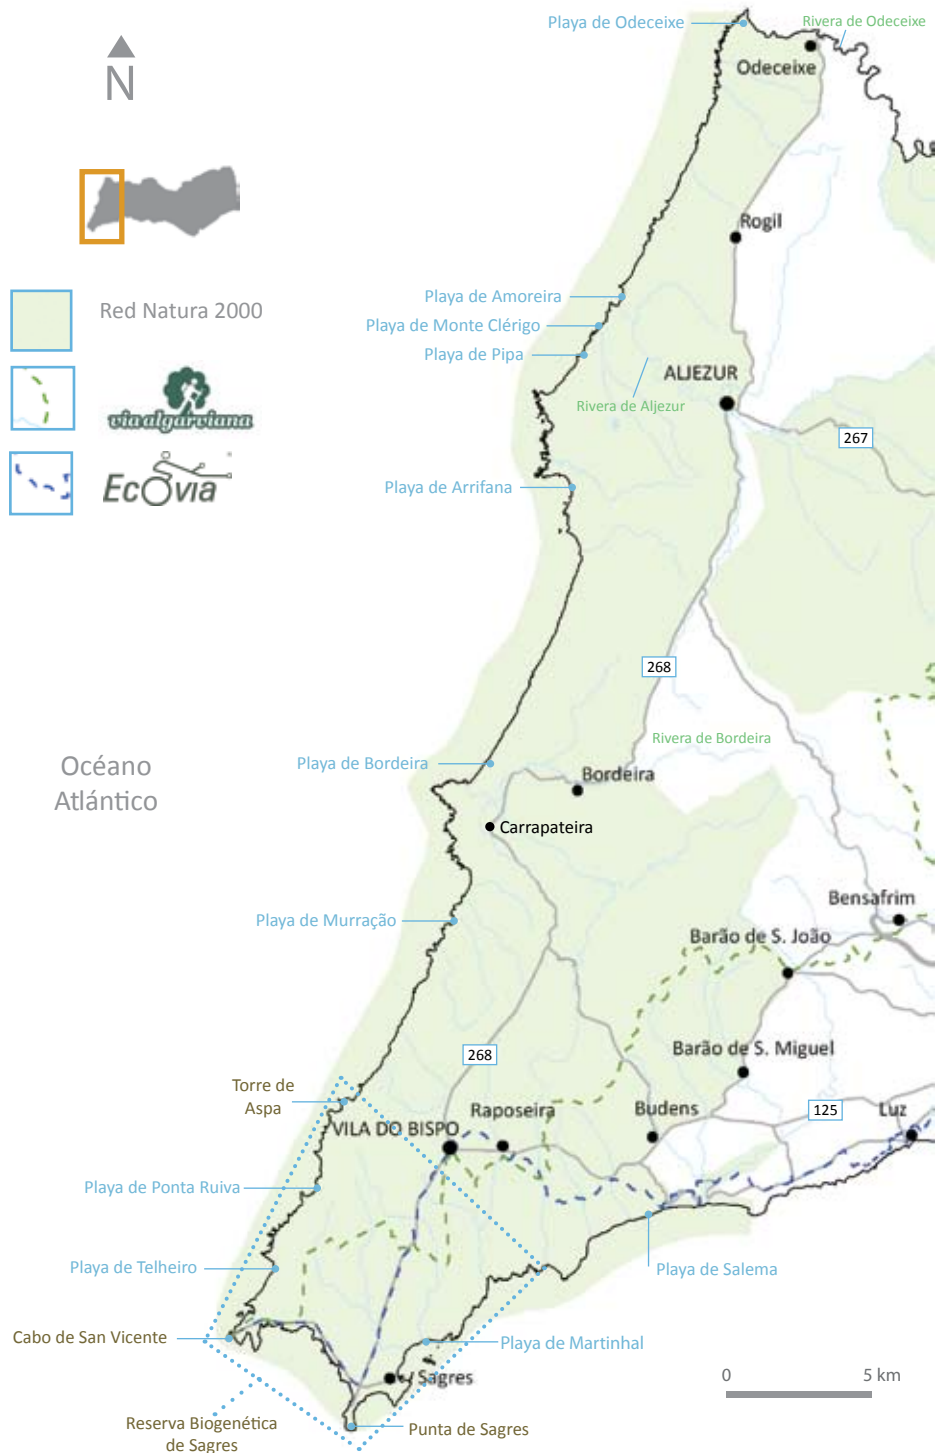 Playa de Odeceixe
Rivera de Odeceixe
Odeceixe
N
Rogil
Red Natura 2000
Playa de Amoreira
Playa de Monte Clérigo
Playa de Pipa
ALJEZUR
Rivera de Aljezur
viaalgarviana
267
Ecovia
Playa de Arrifana
268
Rivera de Bordeira
Océano
Atlántico
Playa de Bordeira
Bordeira
Carrapateira
Bensafrim
Playa de Murração
Barão de S. João
268
Barão de S. Miguel
Torre de
Aspa
Raposeira
Budens
125
Luz
VILA DO BISPO
Playa de Ponta Ruiva
Playa de Telheiro
Playa de Salema
Cabo de San Vicente
Playa de Martinhal
Sagres
0 5 km
Reserva Biogenética
de Sagres
Punta de Sagres